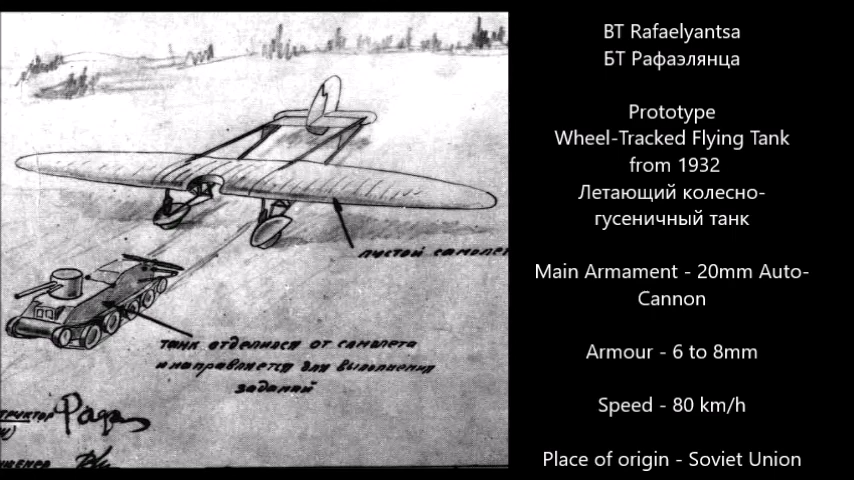 BT Rafaelyantsa
БТ Рафаэлянца
Prototype
Wheel-Tracked Flying Tank
from 1932
Летающий колесно-
гусеничный танк
Main Armament - 20mm Auto-
Cannon
Armour - 6 to 8mm
Speed - 80 km/h
Place of origin - Soviet Union
пустой самолет
танк отделился от самолета
и направляется для выполнения
заданий